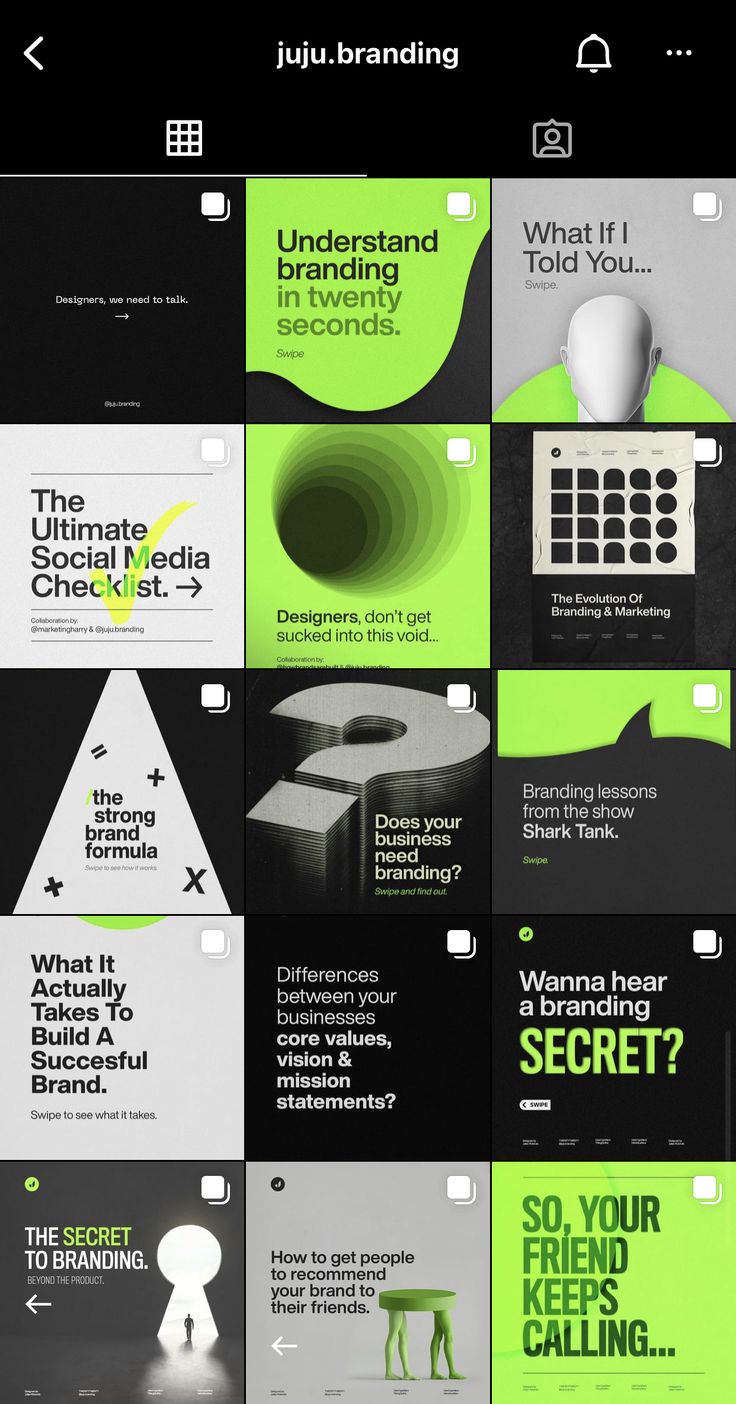 juju.branding
Designers, we need to talk.
→
@juju.branding
Understand
branding
in twenty
seconds.
Swipe
What If I
Told You...
Swipe.
The
Ultimate
Social Media
Checklist. →
Collaboration by:
@marketingharry & @juju.branding
Designers, don't get
sucked into this void...
Collaboration by:
@howbrandsarebuilt & @juju.branding
The Evolution Of
Branding & Marketing
=
+
/the
strong
brand
formula
Swipe to see how it works.
+
X
?
Does your
business
need
branding?
Swipe and find out.
Branding lessons
from the show
Shark Tank.
Swipe.
What It
Actually
Takes To
Build A
Succesful
Brand.
Swipe to see what it takes.
Differences
between your
businesses
core values,
vision &
mission
statements?
Wanna hear
a branding
SECRET?
< SWIPE
THE SECRET
TO BRANDING.
BEYOND THE PRODUCT.
←
How to get people
to recommend
your brand to
their friends.
←
SO, YOUR
FRIEND
KEEPS
CALLING...